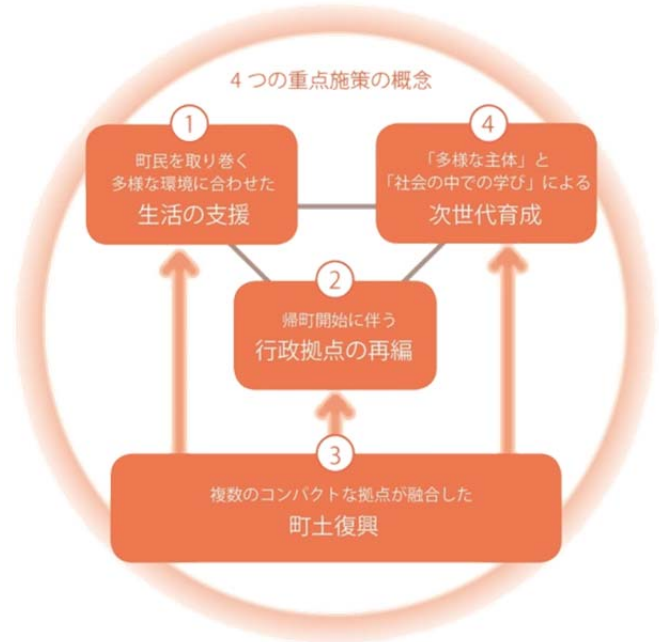 4つの重点施策の概念
1
町民を取り巻く
多様な環境に合わせた
生活の支援
4
「多様な主体」と
「社会の中での学び」による
次世代育成
2
帰町開始に伴う
行政拠点の再編
3
複数のコンパクトな拠点が融合した
町土復興